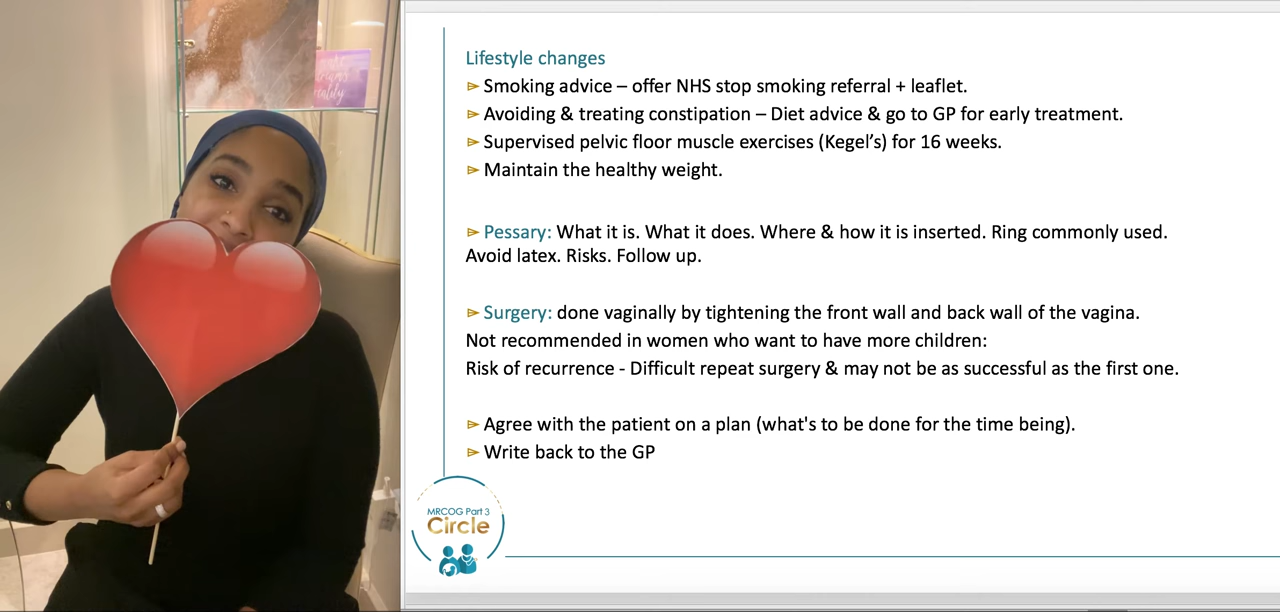 Lifestyle changes
Smoking advice – offer NHS stop smoking referral + leaflet.
Avoiding & treating constipation – Diet advice & go to GP for early treatment.
Supervised pelvic floor muscle exercises (Kegel’s) for 16 weeks.
Maintain the healthy weight.
Pessary: What it is. What it does. Where & how it is inserted. Ring commonly used.
Avoid latex. Risks. Follow up.
Surgery: done vaginally by tightening the front wall and back wall of the vagina.
Not recommended in women who want to have more children:
Risk of recurrence - Difficult repeat surgery & may not be as successful as the first one.
Agree with the patient on a plan (what's to be done for the time being).
Write back to the GP
MRCOG Part 3
Circle